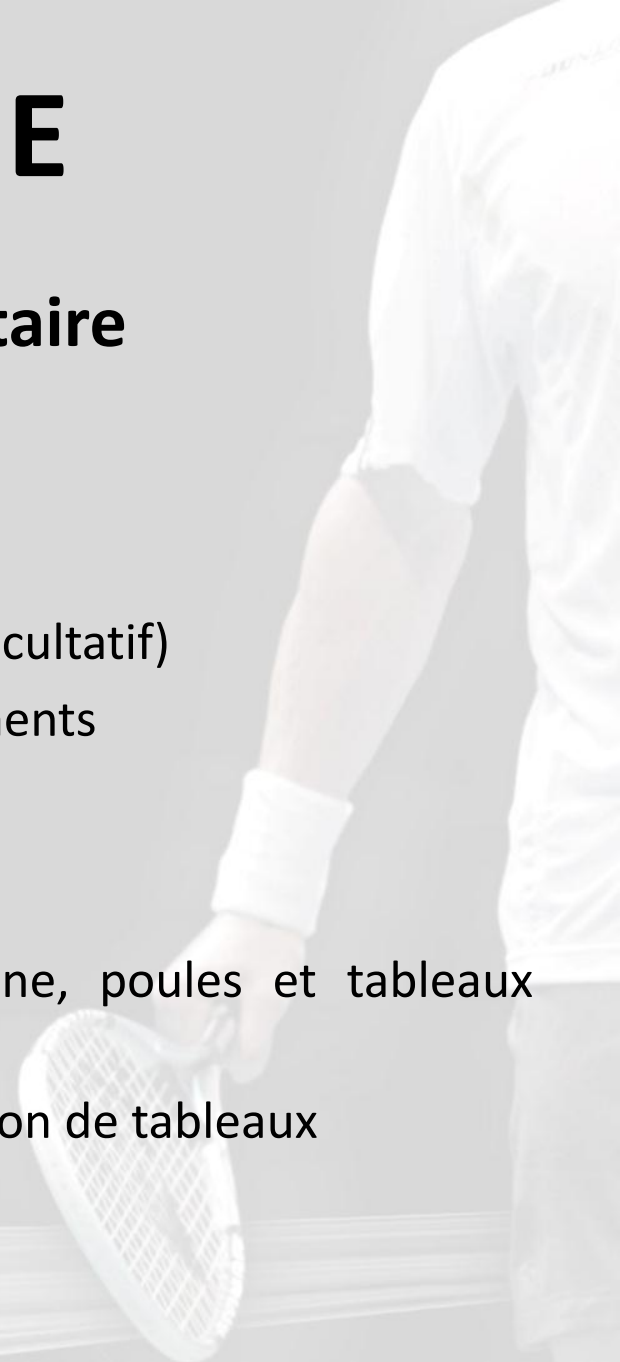 E
taire
cultatif)
ents
ne, poules et tableaux
on de tableaux